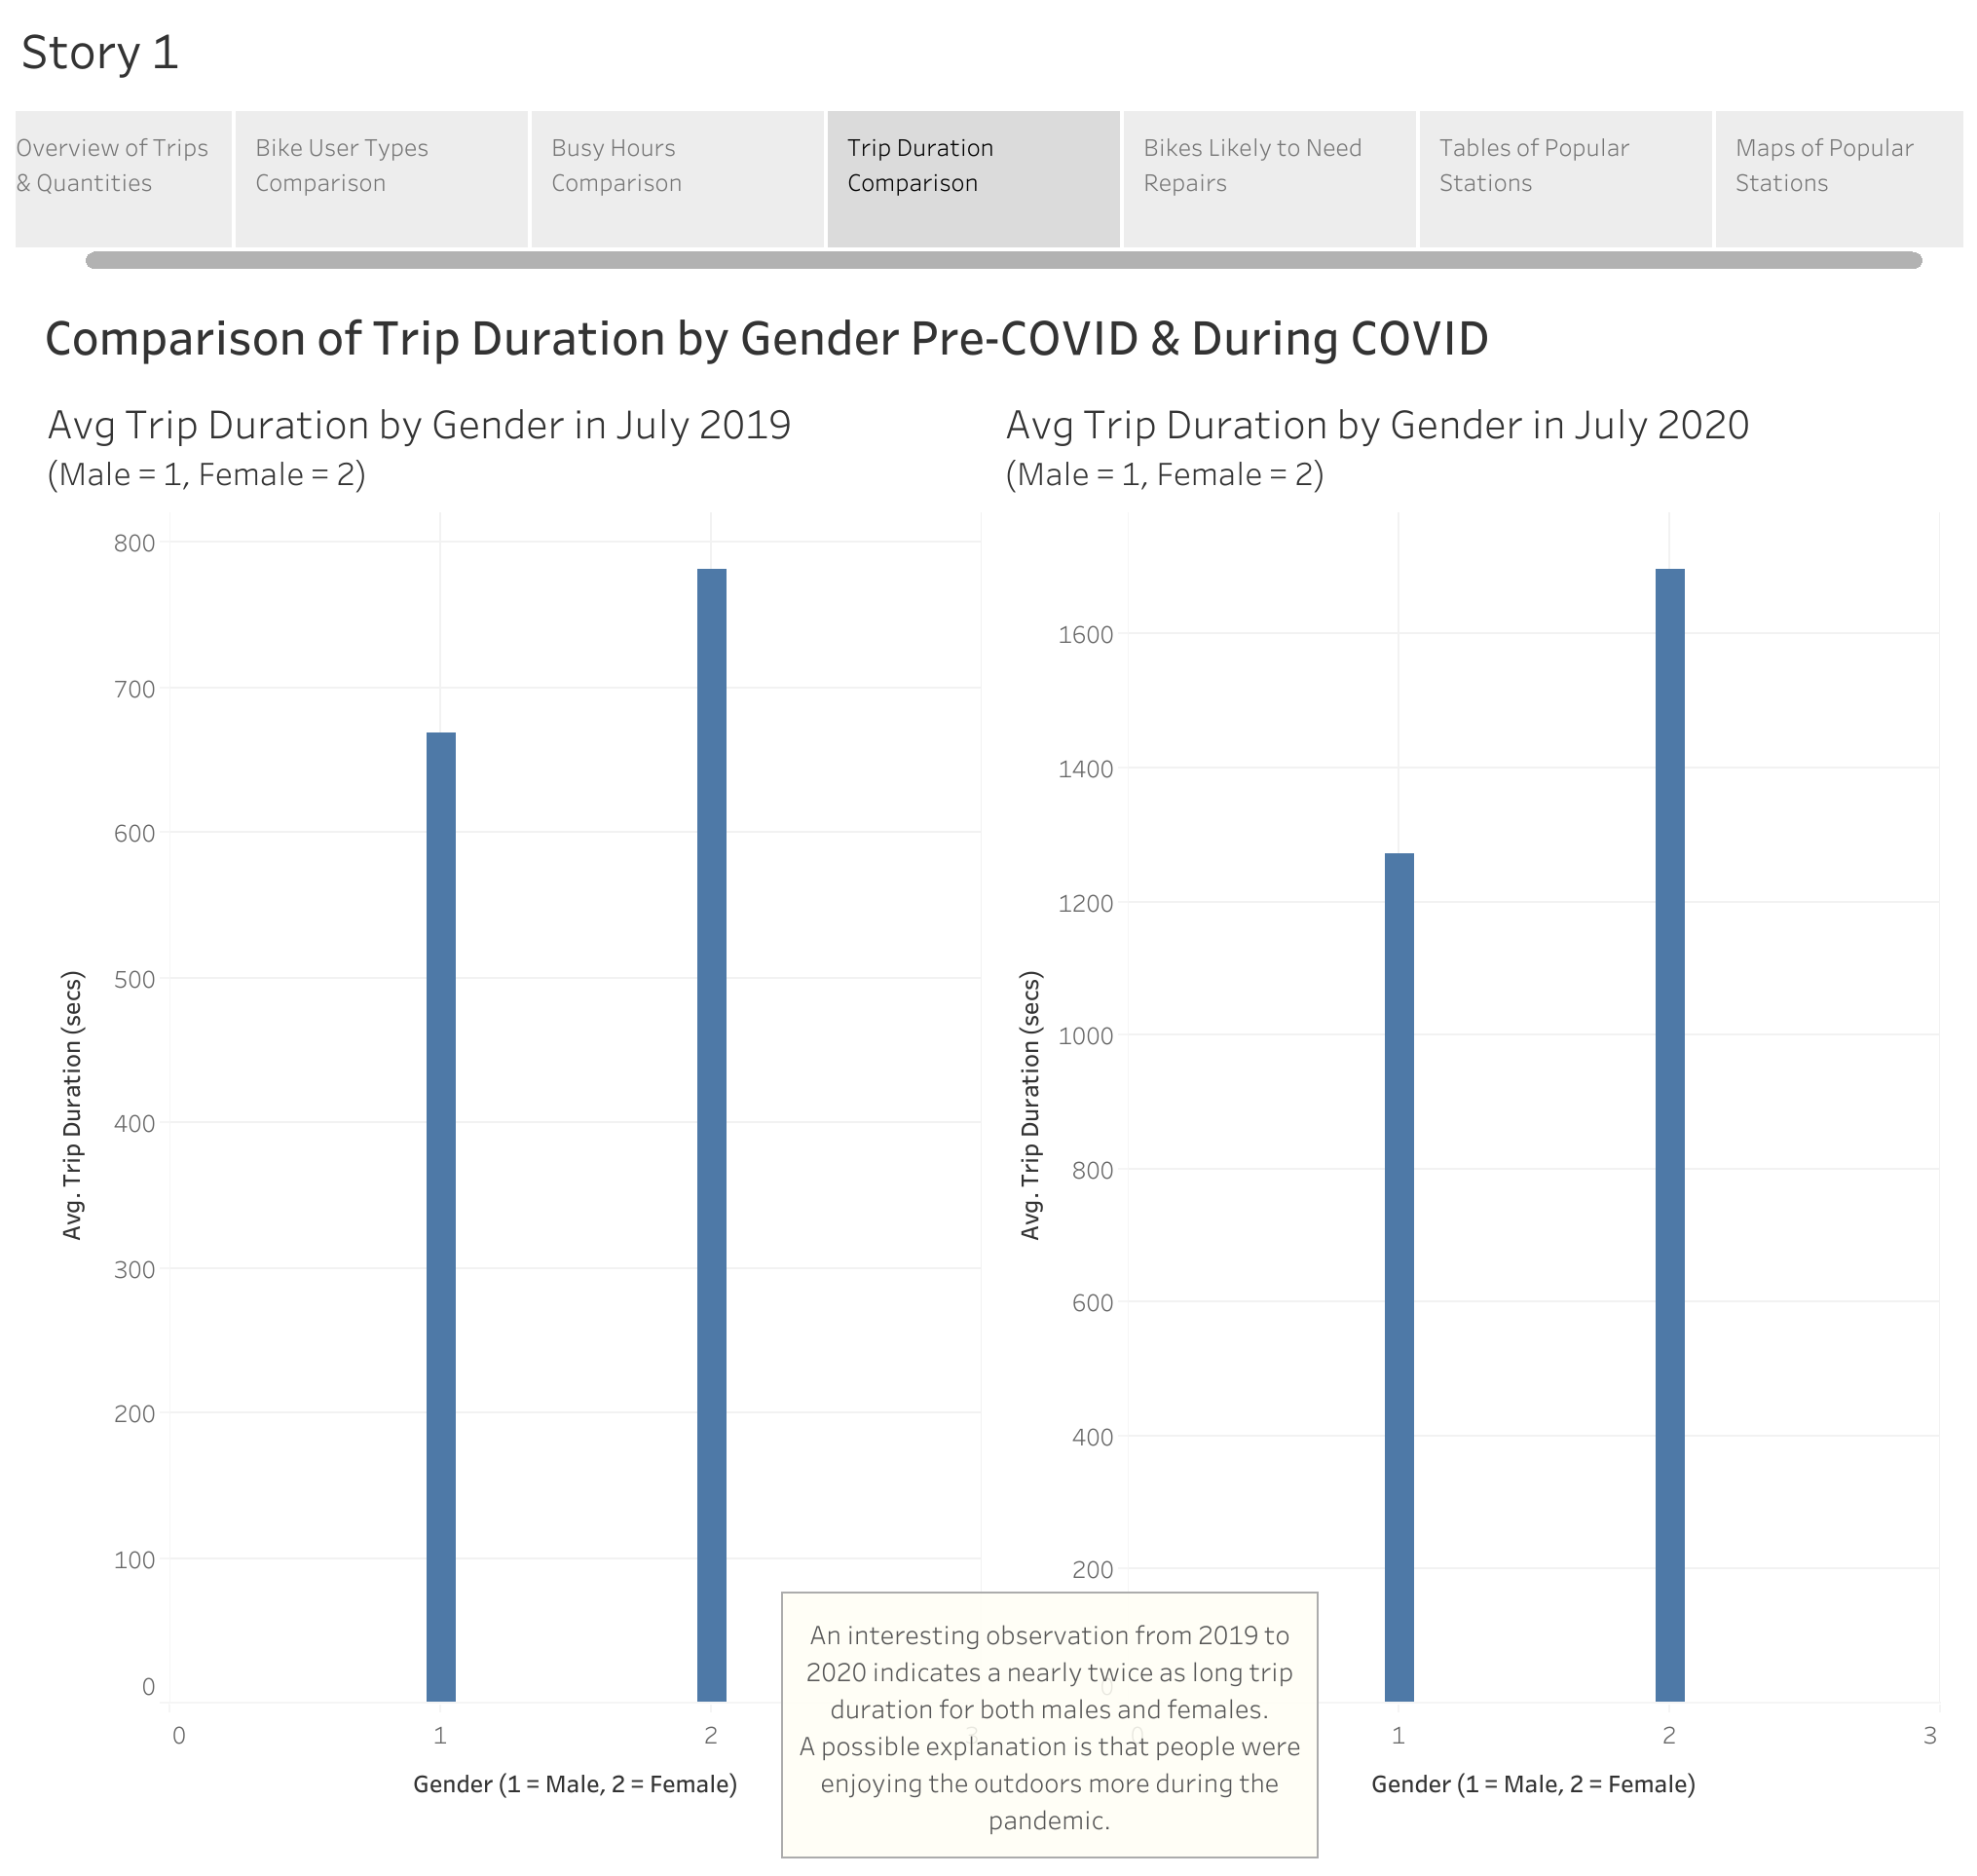 Story 1
Overview of Trips
& Quantities
Bike User Types
Comparison
Busy Hours
Comparison
Trip Duration
Comparison
Bikes Likely to Need
Repairs
Tables of Popular
Stations
Maps of Popular
Stations
Comparison of Trip Duration by Gender Pre-COVID & During COVID
Avg Trip Duration by Gender in July 2019
(Male = 1, Female = 2)
800
700
600
500
400
300
200
100
0
Avg. Trip Duration (secs)
0
1
2
3
Gender (1 = Male, 2 = Female)
Avg Trip Duration by Gender in July 2020
(Male = 1, Female = 2)
1600
1400
1200
1000
800
600
400
200
0
Avg. Trip Duration (secs)
0
1
2
3
Gender (1 = Male, 2 = Female)
An interesting observation from 2019 to
2020 indicates a nearly twice as long trip
duration for both males and females.
A possible explanation is that people were
enjoying the outdoors more during the
pandemic.